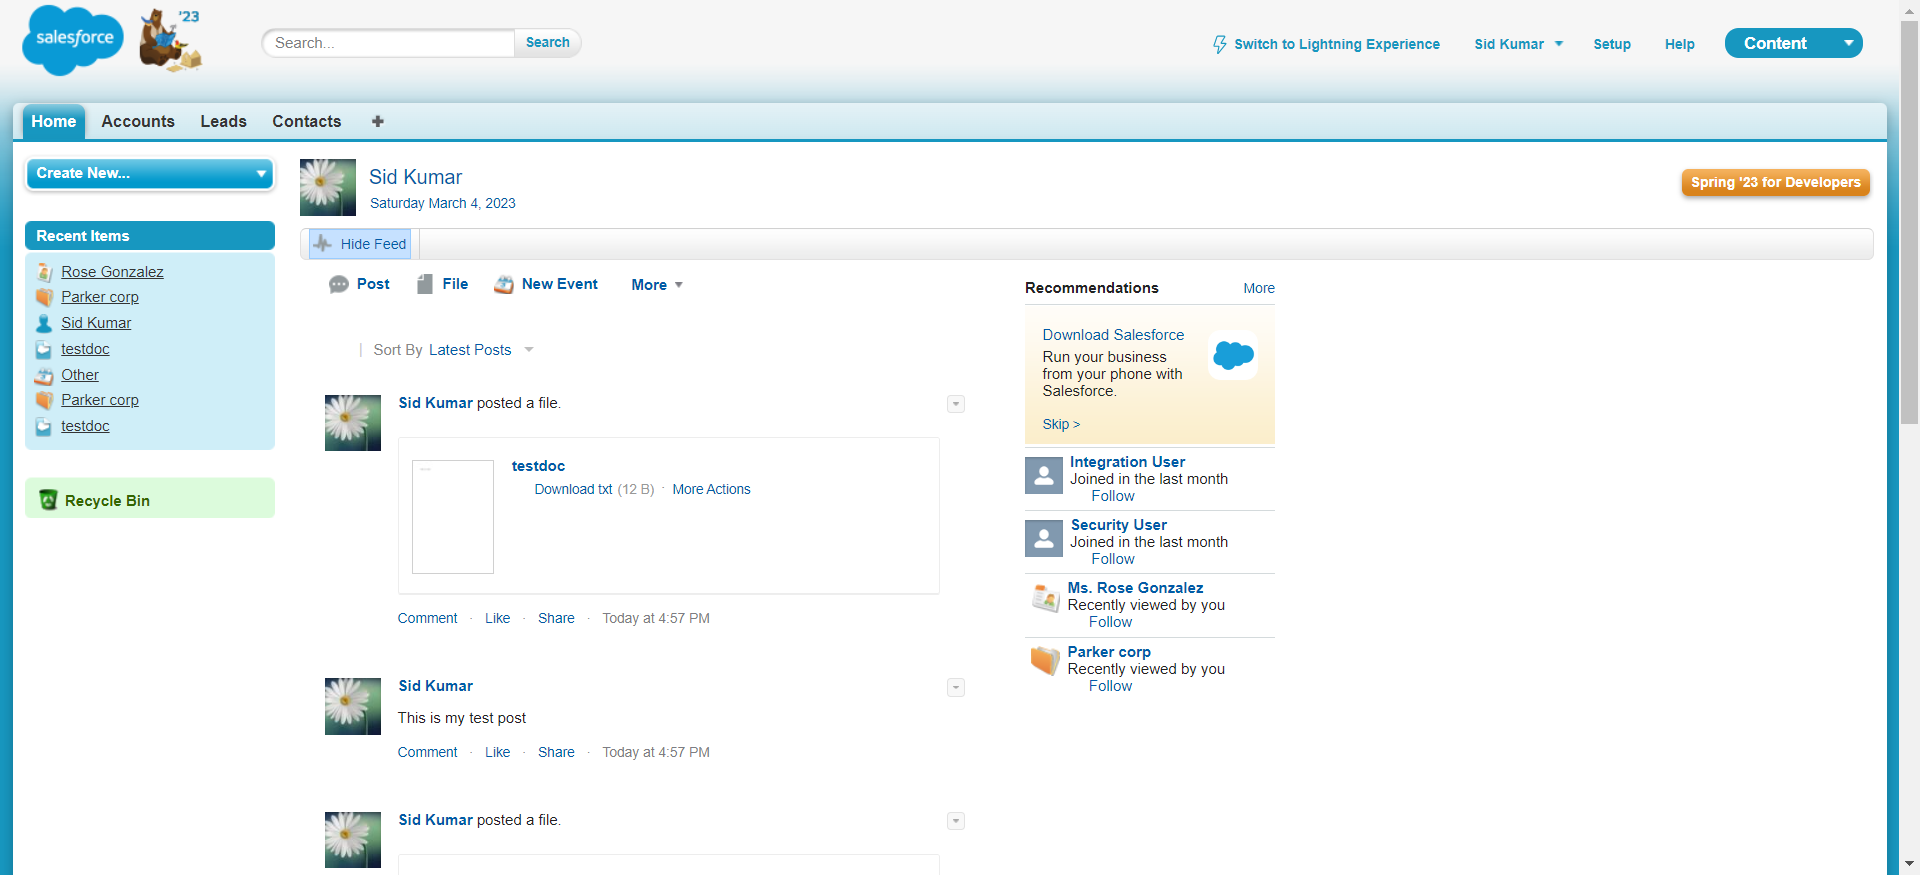 salesforce
'23
Search...
Search
Switch to Lightning Experience
Sid Kumar
Setup
Help
Content
Home
Accounts
Leads
Contacts
Create New...
Recent Items
Rose Gonzalez
Parker corp
Sid Kumar
testdoc
Other
Parker corp
testdoc
Recycle Bin
Sid Kumar
Saturday March 4, 2023
Spring '23 for Developers
Hide Feed
Post
File
New Event
More
| Sort By Latest Posts
Sid Kumar posted a file.
testdoc
Download txt (12 B) · More Actions
Comment · Like · Share · Today at 4:57 PM
Sid Kumar
This is my test post
Comment · Like · Share · Today at 4:57 PM
Sid Kumar posted a file.
Recommendations
More
Download Salesforce
Run your business
from your phone with
Salesforce.
Skip >
Integration User
Joined in the last month
Follow
Security User
Joined in the last month
Follow
Ms. Rose Gonzalez
Recently viewed by you
Follow
Parker corp
Recently viewed by you
Follow